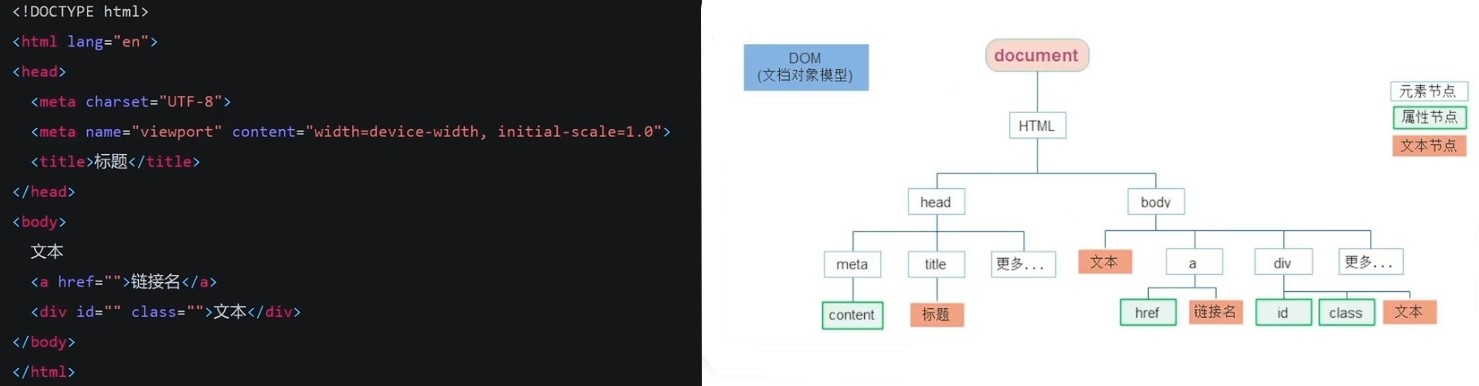 <!DOCTYPE html>
<html lang="en">
<head>
<meta charset="UTF-8">
<meta name="viewport" content="width=device-width, initial-scale=1.0">
<title>标题</title>
</head>
<body>
文本
<a href="">链接名</a>
<div id="" class="">文本</div>
</body>
</html>
DOM
(文档对象模型)
document
元素节点
属性节点
文本节点
HTML
head
body
meta
title
更多...
文本
a
div
更多...
content
标题
href
链接名
id
class
文本